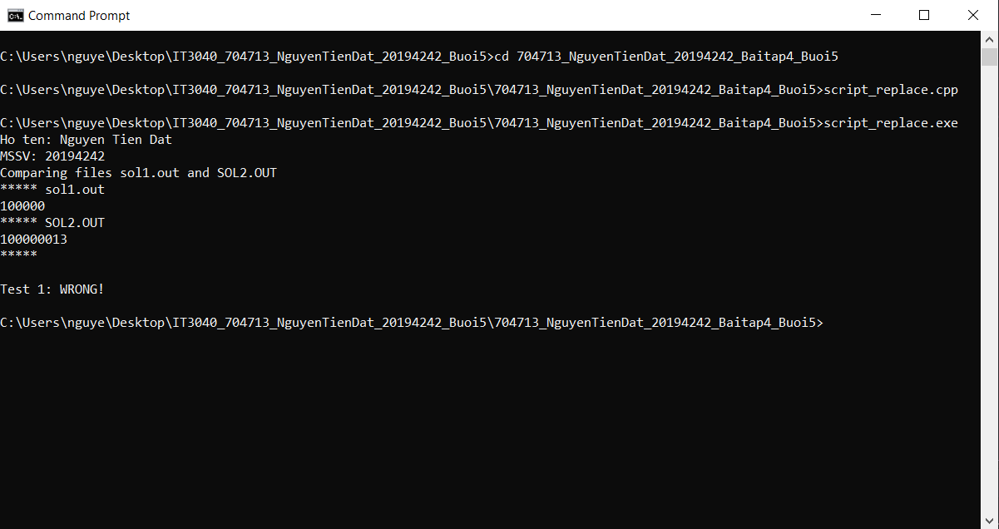 Command Prompt
C:\Users\nguye\Desktop\IT3040_704713_NguyenTienDat_20194242_Buoi5>cd 704713_NguyenTienDat_20194242_Baitap4_Buoi5
C:\Users\nguye\Desktop\IT3040_704713_NguyenTienDat_20194242_Buoi5\704713_NguyenTienDat_20194242_Baitap4_Buoi5>script_replace.cpp
C:\Users\nguye\Desktop\IT3040_704713_NguyenTienDat_20194242_Buoi5\704713_NguyenTienDat_20194242_Baitap4_Buoi5>script_replace.exe
Ho ten: Nguyen Tien Dat
MSSV: 20194242
Comparing files sol1.out and SOL2.OUT
***** sol1.out
100000
***** SOL2.OUT
100000013
*****
Test 1: WRONG!
C:\Users\nguye\Desktop\IT3040_704713_NguyenTienDat_20194242_Buoi5\704713_NguyenTienDat_20194242_Baitap4_Buoi5>